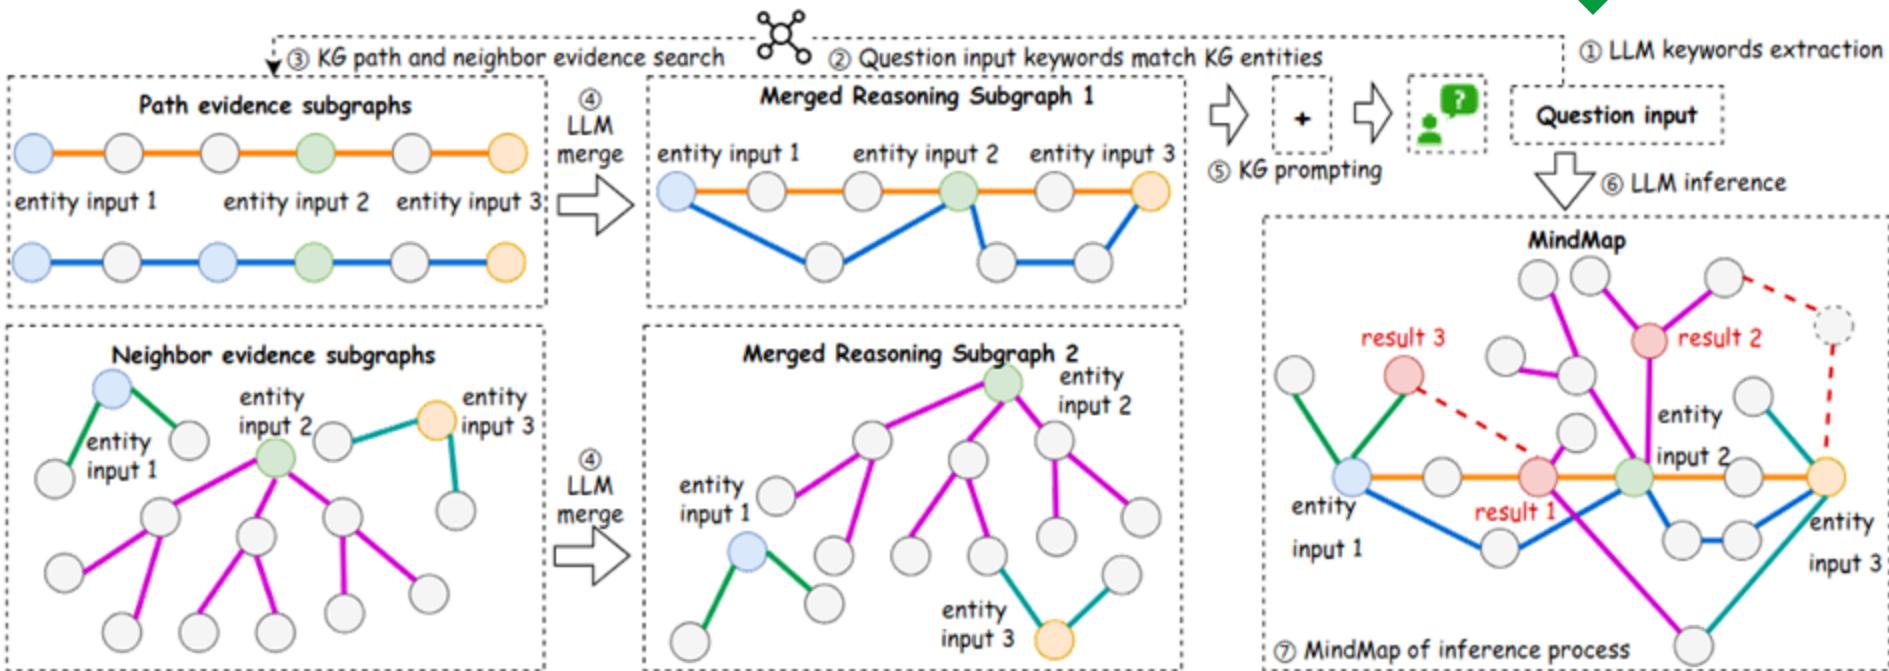 ③ KG path and neighbor evidence search
② Question input keywords match KG entities
① LLM keywords extraction
Path evidence subgraphs
entity input 1
entity input 2
entity input 3
④
LLM
merge
Merged Reasoning Subgraph 1
entity input 1
entity input 2
entity input 3
+
?
⑤ KG prompting
Question input
⑥ LLM inference
Neighbor evidence subgraphs
entity
input 1
entity
input 2
entity
input 3
④
LLM
merge
Merged Reasoning Subgraph 2
entity
input 2
entity
input 1
entity
input 3
MindMap
result 3
result 2
entity
input 2
result 1
entity
input 1
entity
input 3
⑦ MindMap of inference process